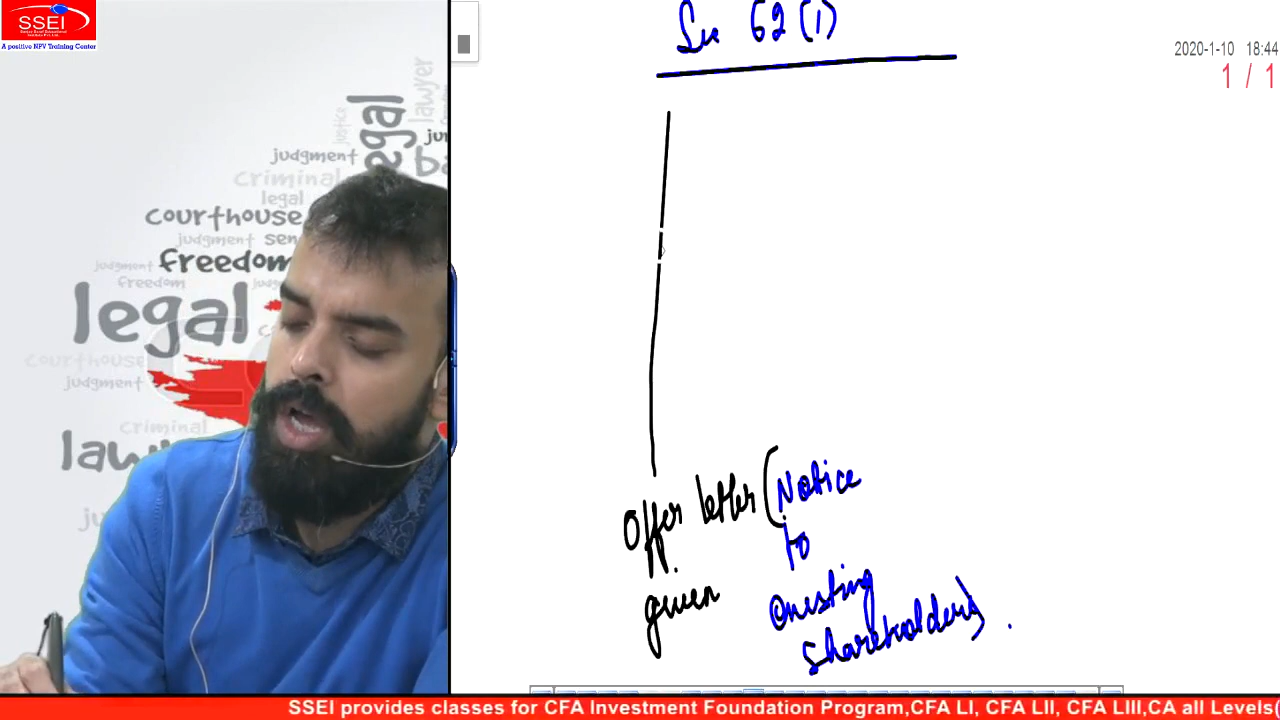 SSEI
A positive NPV Training Center
Sec 62 (1)
2020-1-10 18:44
1 / 1
legal
lawyer
justice
judgment
criminal
legal
courthouse
judgment sen
judgment freedom
freedom
legal
courthouse
judgment
criminal
law
Offer letter (Notice
to
given existing
shareholders) .
SSEI provides classes for CFA Investment Foundation Program,CFA LI, CFA LII, CFA LIII,CA all Levels(